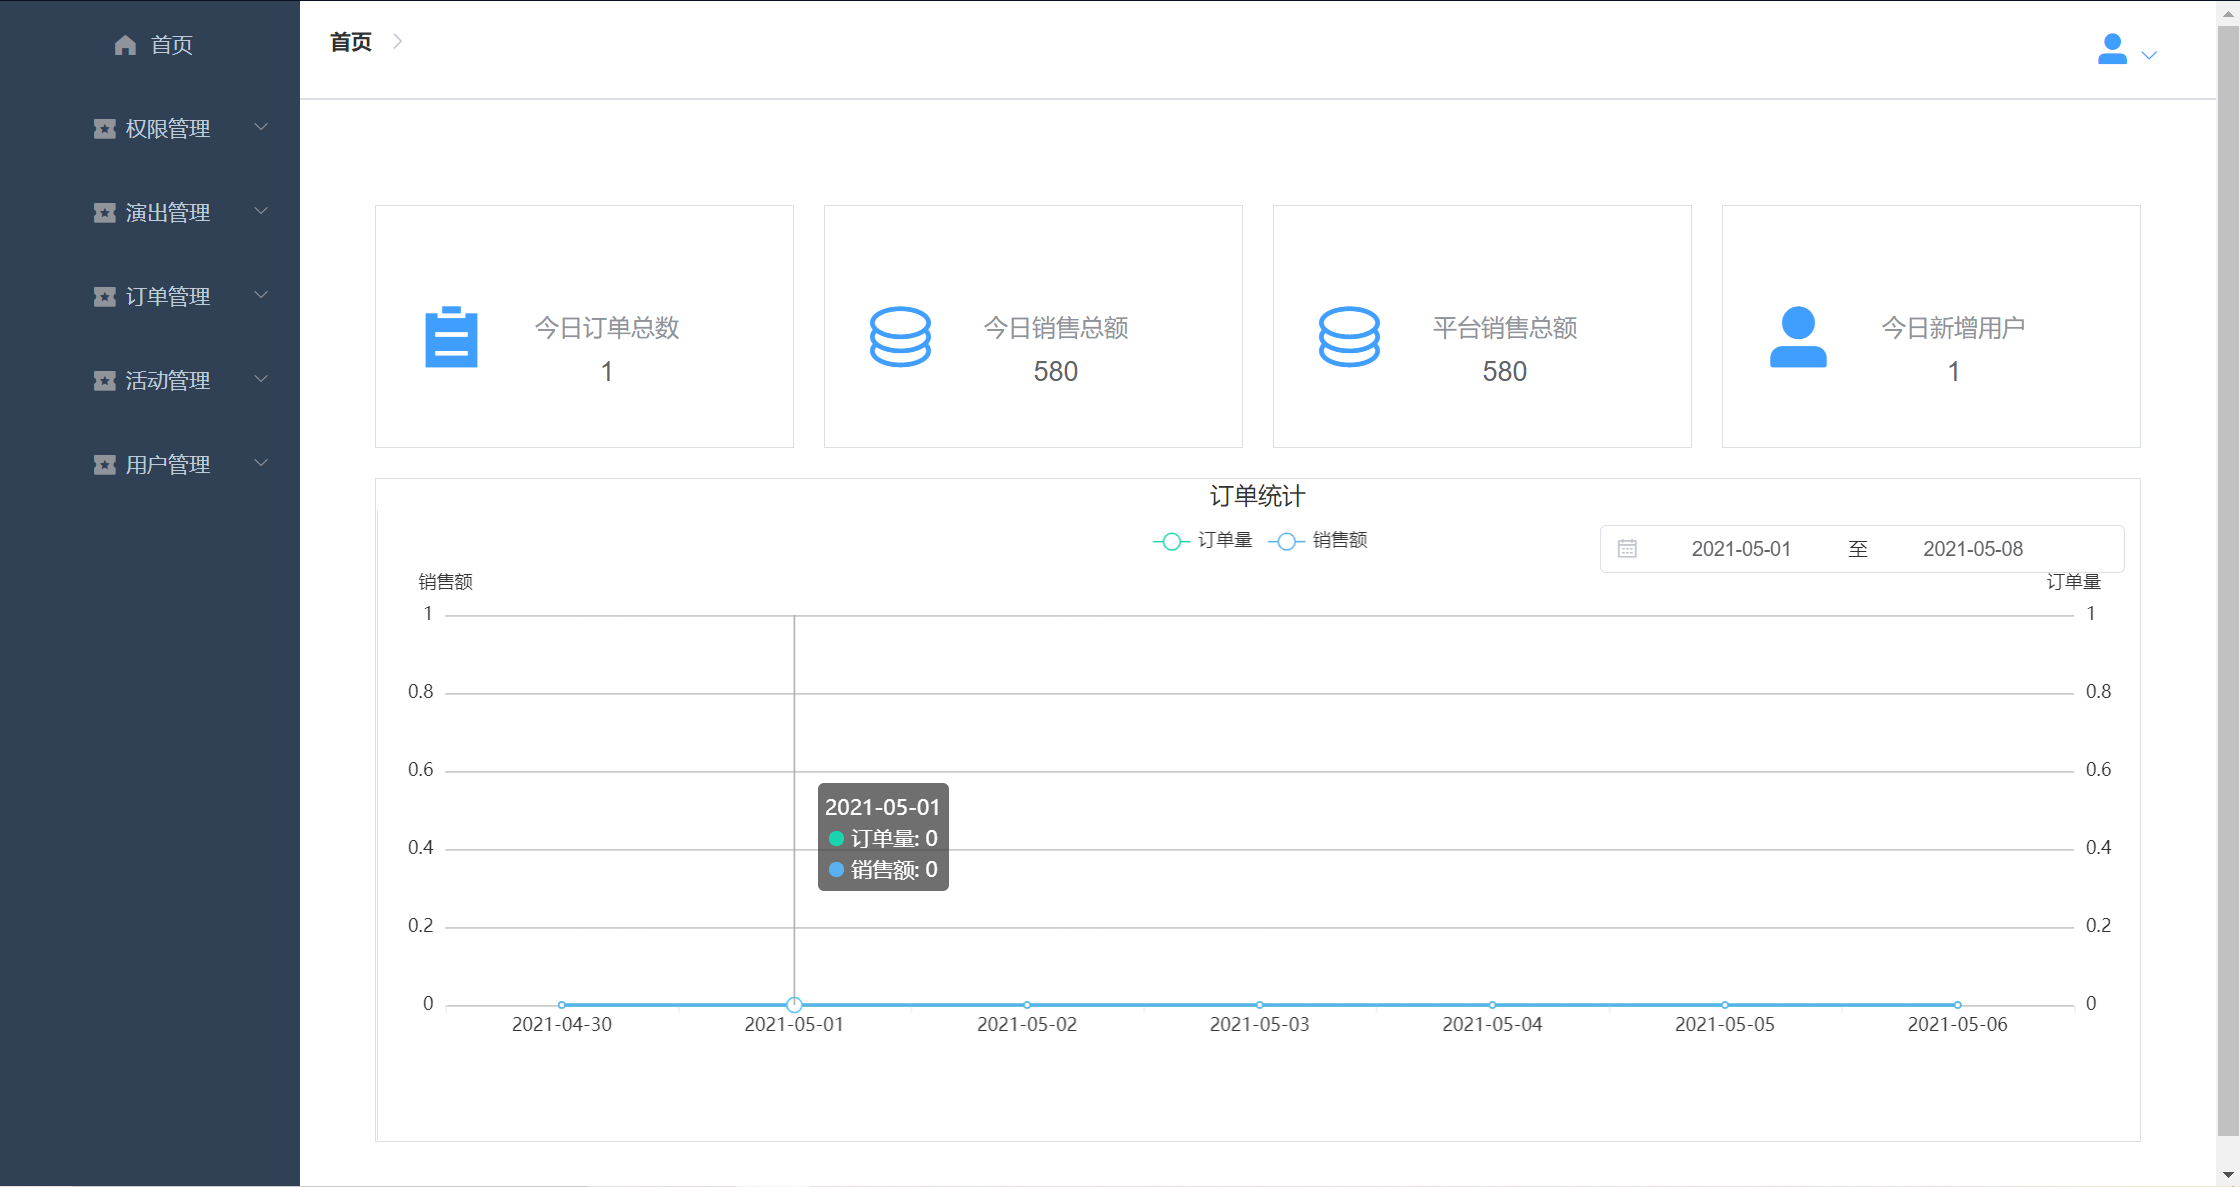 首页
权限管理
演出管理
订单管理
活动管理
用户管理
首页
今日订单总数
1
今日销售总额
580
平台销售总额
580
今日新增用户
1
订单统计
订单量 销售额
2021-05-01 至 2021-05-08
销售额 订单量
1 1
0.8 0.8
0.6 0.6
2021-05-01
订单量: 0
0.4 0.4
销售额: 0
0.2 0.2
0 0
2021-04-30 2021-05-01 2021-05-02 2021-05-03 2021-05-04 2021-05-05 2021-05-06